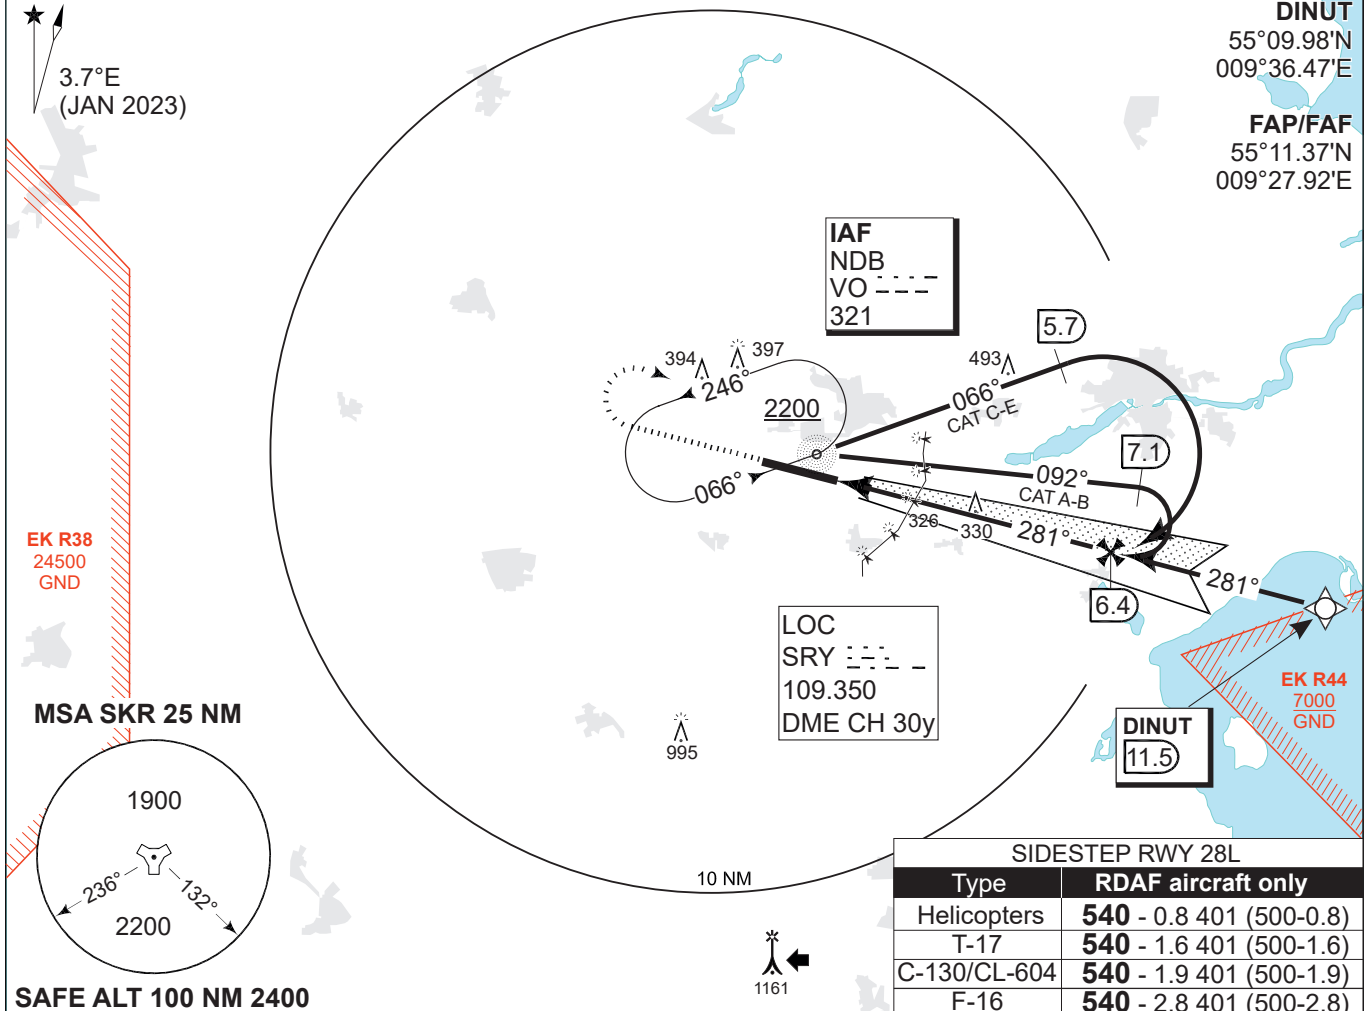 3.7°E
(JAN 2023)
DINUT
55°09.98'N
009°36.47'E
FAP/FAF
55°11.37'N
009°27.92'E
IAF
NDB
VO
321
5.7
394
397
493
246°
066°
CAT C-E
2200
7.1
092°
CAT A-B
066°
326
330
281°
281°
6.4
EK R38
24500
GND
LOC
SRY
109.350
DME CH 30y
EK R44
7000
GND
DINUT
11.5
MSA SKR 25 NM
995
1900
236°
132°
2200
10 NM
SAFE ALT 100 NM 2400
1161
SIDESTEP RWY 28L
Type RDAF aircraft only
Helicopters 540 - 0.8 401 (500-0.8)
T-17 540 - 1.6 401 (500-1.6)
C-130/CL-604 540 - 1.9 401 (500-1.9)
F-16 540 - 2.8 401 (500-2.8)